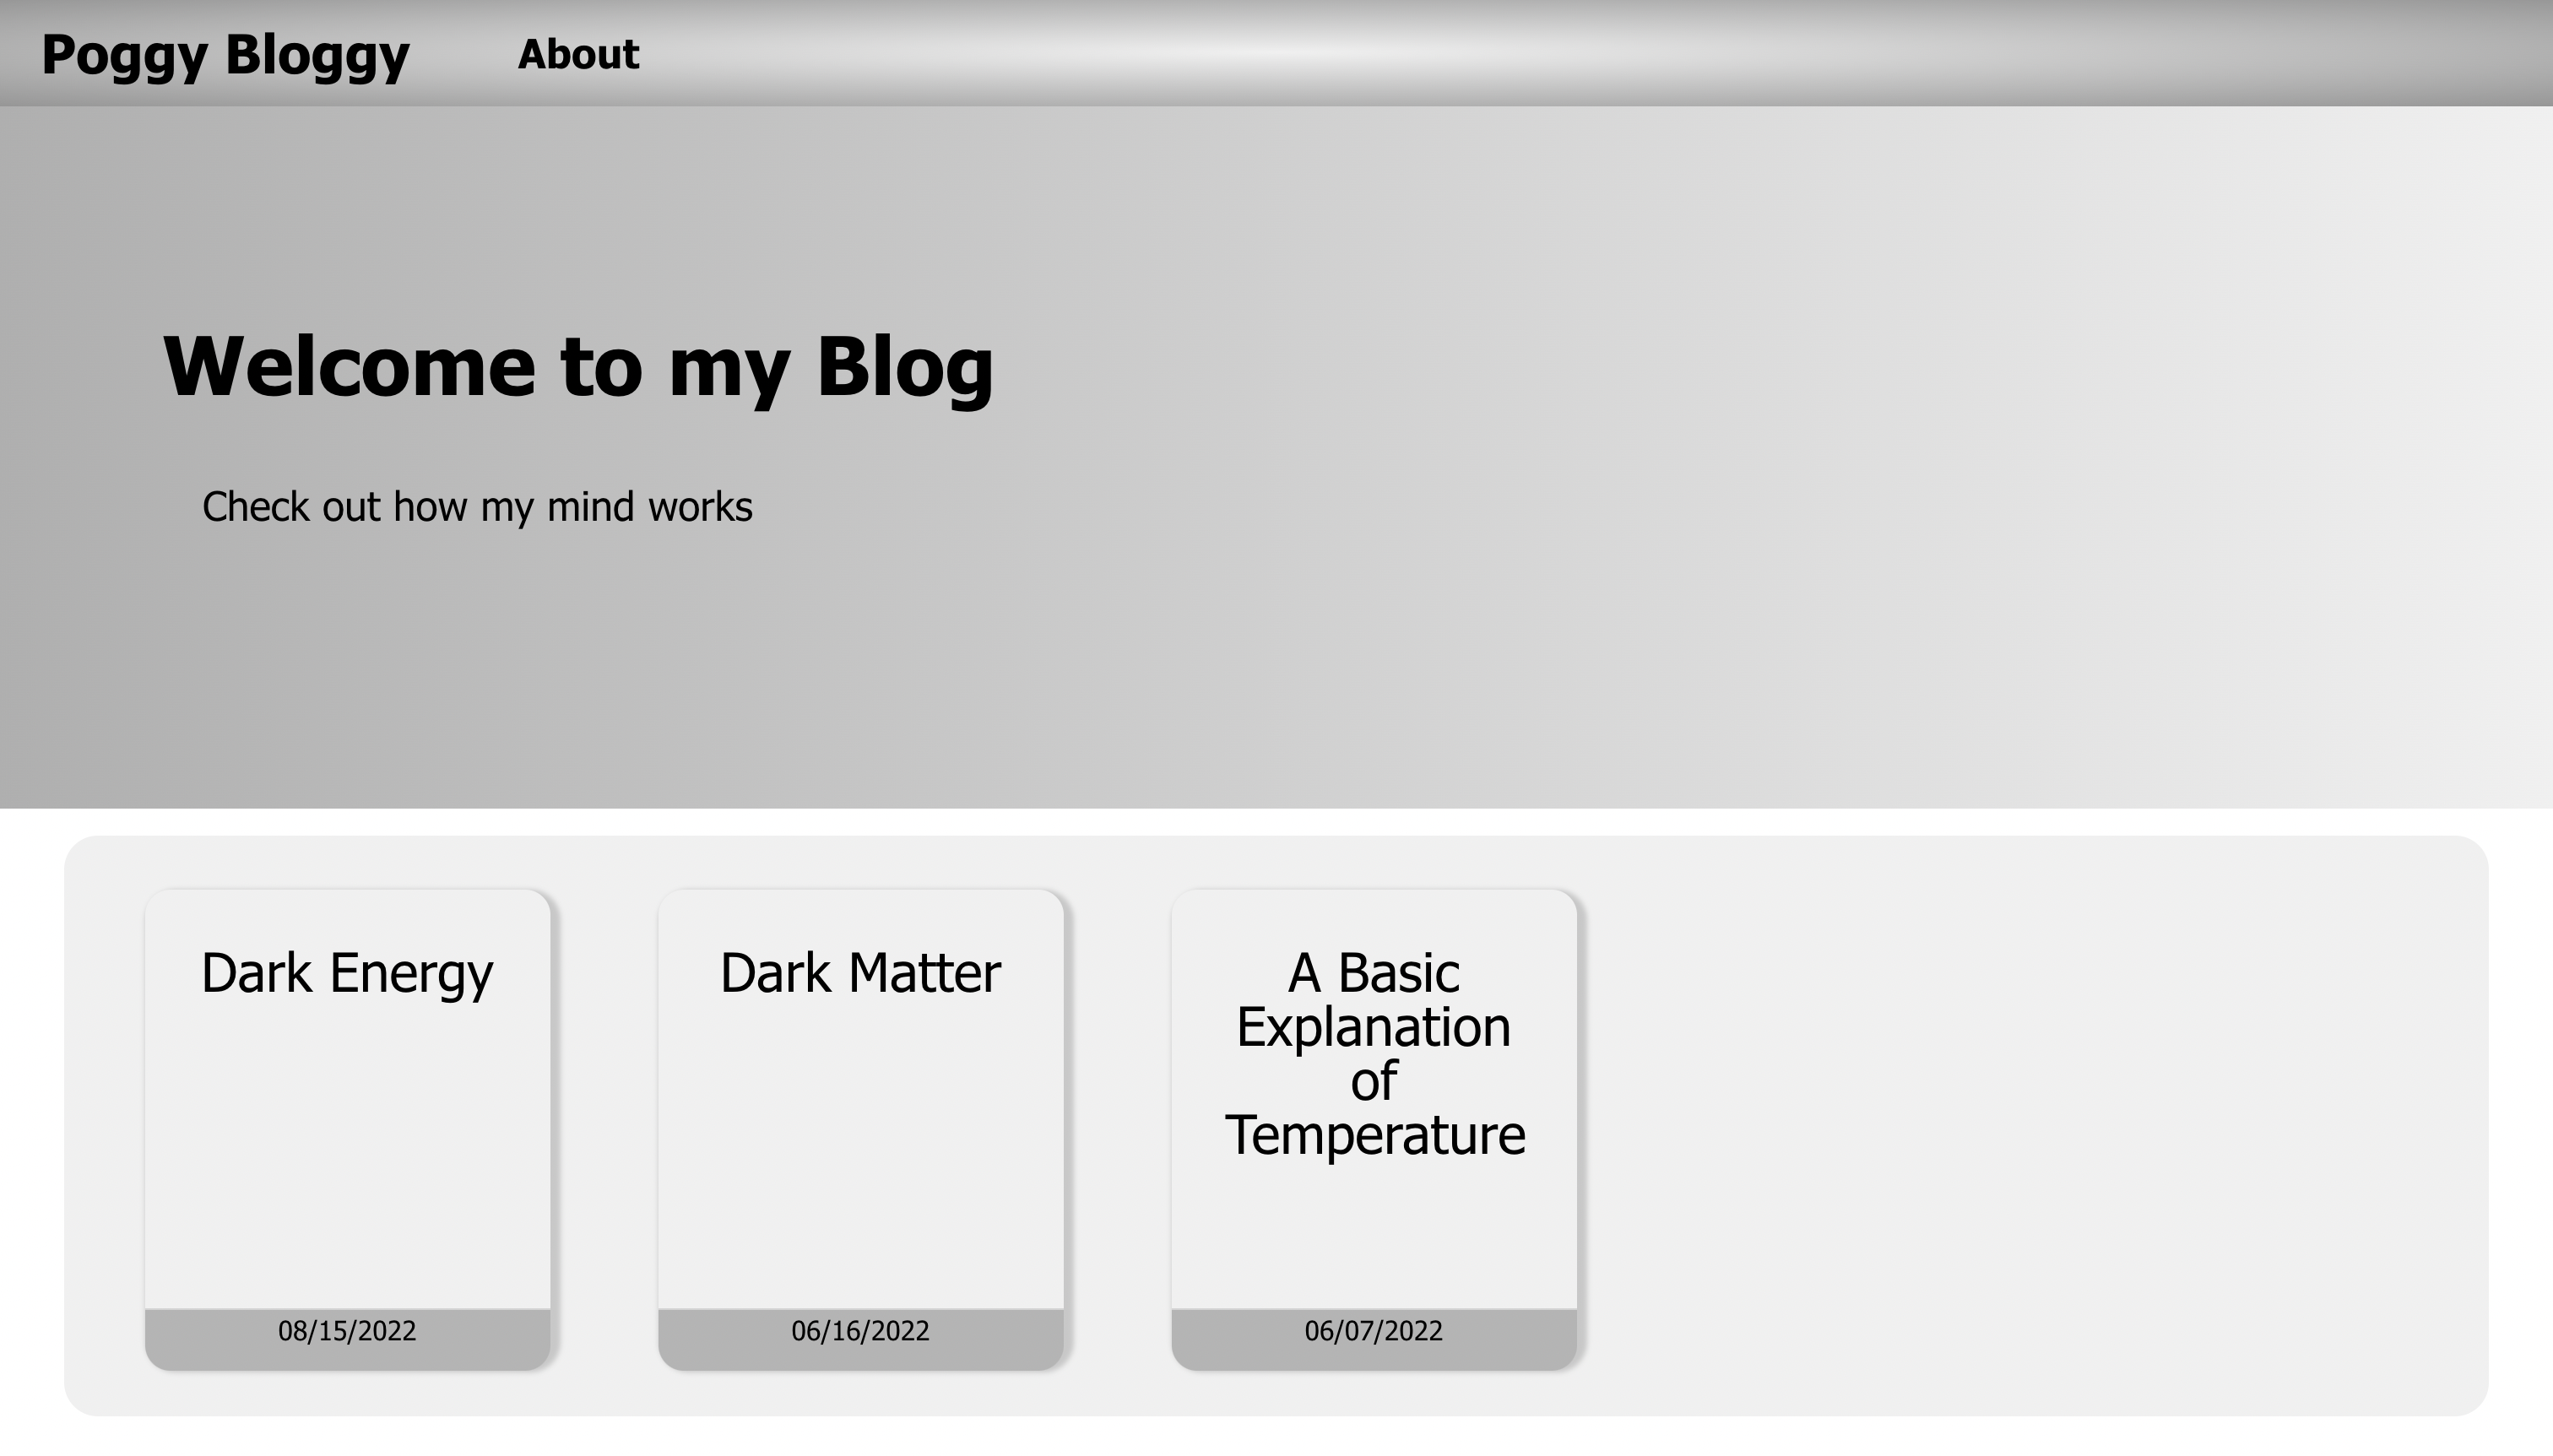 Poggy Bloggy
About
Welcome to my Blog
Check out how my mind works
Dark Energy
08/15/2022
Dark Matter
06/16/2022
A Basic
Explanation
of
Temperature
06/07/2022